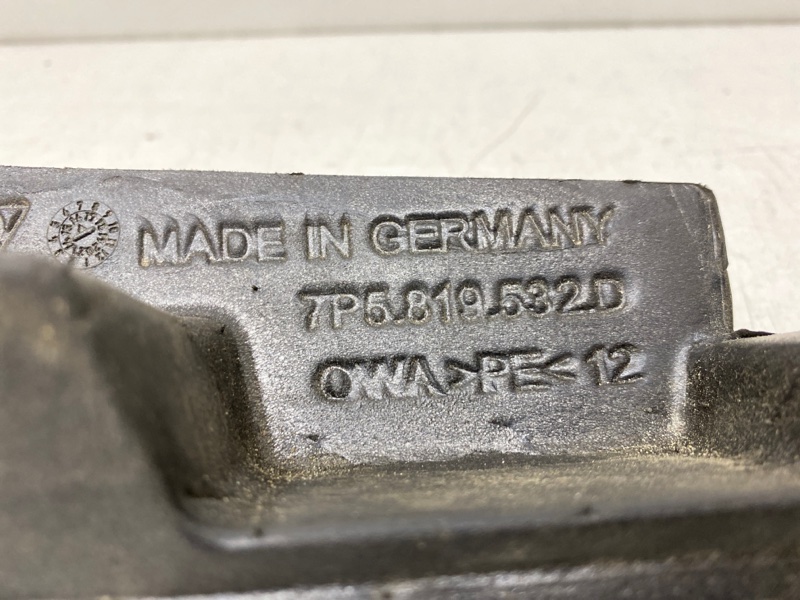 MADE IN GERMANY
7P5.819.532.D
OWA >PE< 12